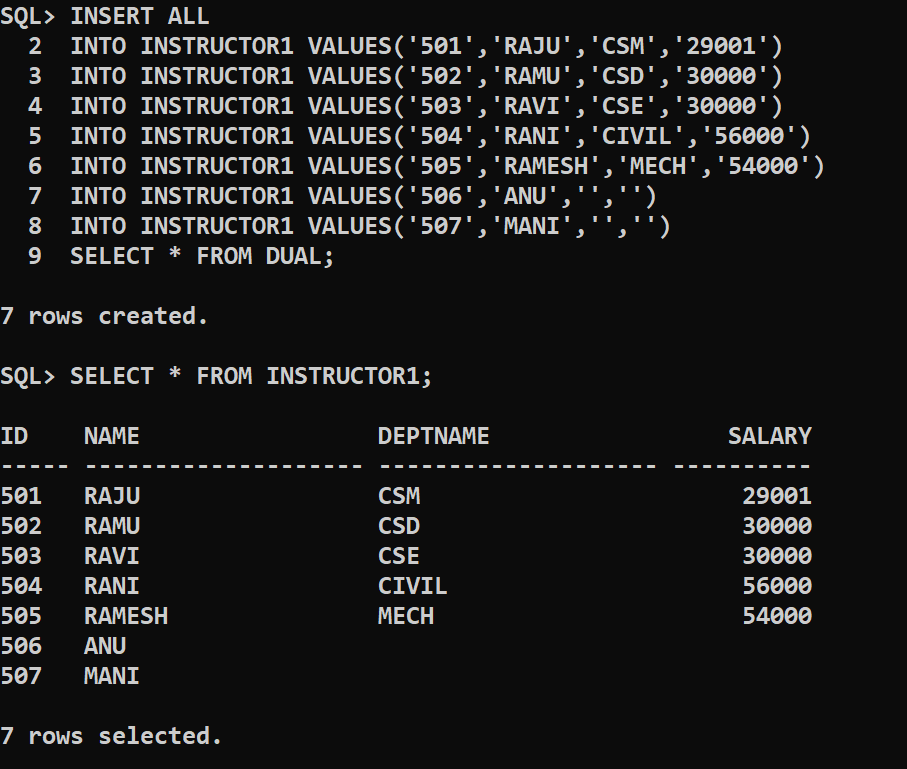 SQL> INSERT ALL
  2  INTO INSTRUCTOR1 VALUES('501','RAJU','CSM','29001')
  3  INTO INSTRUCTOR1 VALUES('502','RAMU','CSD','30000')
  4  INTO INSTRUCTOR1 VALUES('503','RAVI','CSE','30000')
  5  INTO INSTRUCTOR1 VALUES('504','RANI','CIVIL','56000')
  6  INTO INSTRUCTOR1 VALUES('505','RAMESH','MECH','54000')
  7  INTO INSTRUCTOR1 VALUES('506','ANU','','')
  8  INTO INSTRUCTOR1 VALUES('507','MANI','','')
  9  SELECT * FROM DUAL;

7 rows created.

SQL> SELECT * FROM INSTRUCTOR1;

ID    NAME                 DEPTNAME                 SALARY
----- -------------------- -------------------- ----------
501   RAJU                 CSM                       29001
502   RAMU                 CSD                       30000
503   RAVI                 CSE                       30000
504   RANI                 CIVIL                     56000
505   RAMESH               MECH                      54000
506   ANU
507   MANI

7 rows selected.